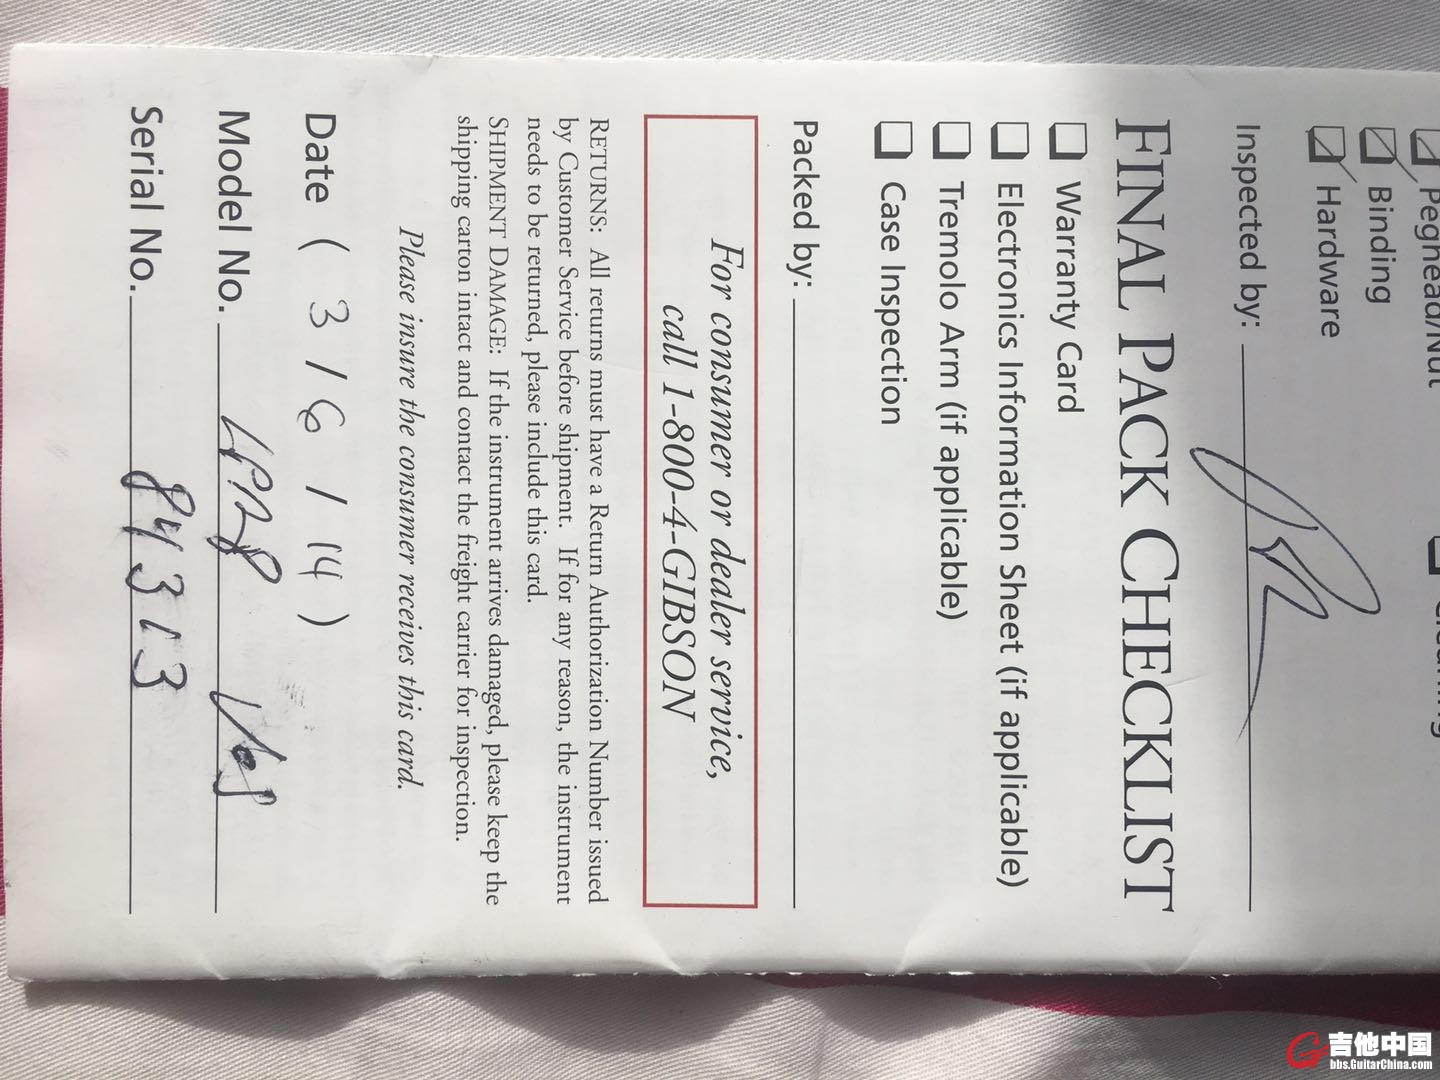 Peghead/Nut
Binding
Hardware
Inspected by:
FINAL PACK CHECKLIST
Warranty Card
Electronics Information Sheet (if applicable)
Tremolo Arm (if applicable)
Case Inspection
Packed by:
For consumer or dealer service,
call 1-800-4-GIBSON
RETURNS: All returns must have a Return Authorization Number issued
by Customer Service before shipment. If for any reason, the instrument
needs to be returned, please include this card.
SHIPMENT DAMAGE: If the instrument arrives damaged, please keep the
shipping carton intact and contact the freight carrier for inspection.
Please insure the consumer receives this card.
Date ( 3 / 6 / 14 )
Model No. LPR8 Vos
Serial No. 84313
吉他中国
bbs.GuitarChina.com